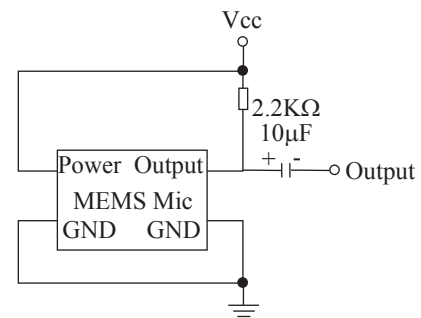 Vcc
2.2KΩ
10μF
+ -
Power Output
Output
MEMS Mic
GND GND